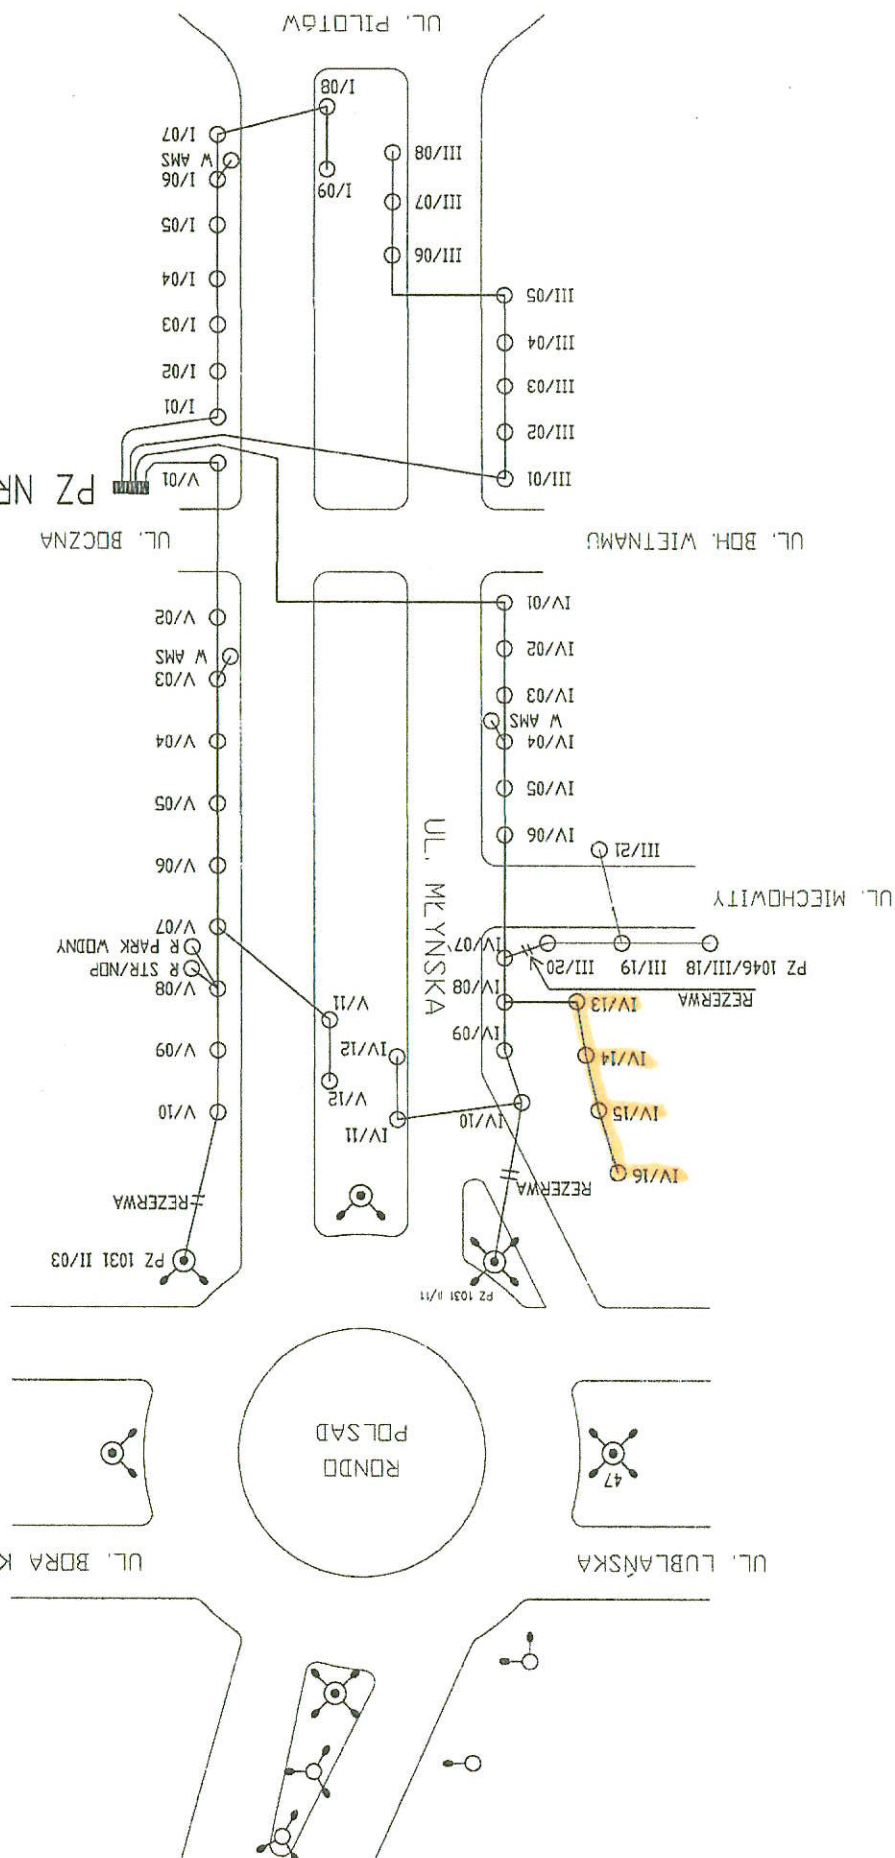 UL. LUBLAŃSKA
UL. BORA K
47
RONDO
POLSAD
PZ 1031 II/11
PZ 1031 II/03
REZERWA
REZERWA
IV/16
IV/15
IV/14
IV/13
IV/12
IV/11
IV/10
IV/09
IV/08
IV/07
V/12
V/11
V/10
V/09
V/08
R STR/NOP
R PARK WODNY
V/07
V/06
V/05
V/04
V/03
W AMS
V/02
REZERWA
PZ 1046/III/18
III/19
III/20
UL. MIECHOWITY
III/21
UL. MŁYŃSKA
IV/06
IV/05
IV/04
W AMS
IV/03
IV/02
IV/01
UL. BOH. WIETNAMU
UL. BOCZNA
PZ NR
V/01
III/01
III/02
III/03
III/04
III/05
III/06
III/07
III/08
I/01
I/02
I/03
I/04
I/05
I/06
W AMS
I/07
I/09
I/08
UL. PILOTÓW